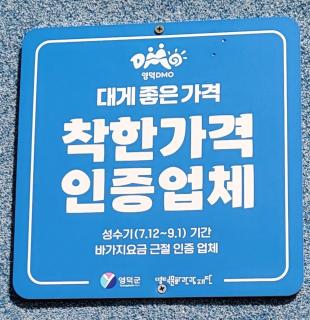 DMO
영덕DMO
대게 좋은 가격
착한가격
인증업체
성수기(7.12~9.1) 기간
바가지요금 근절 인증 업체
영덕군